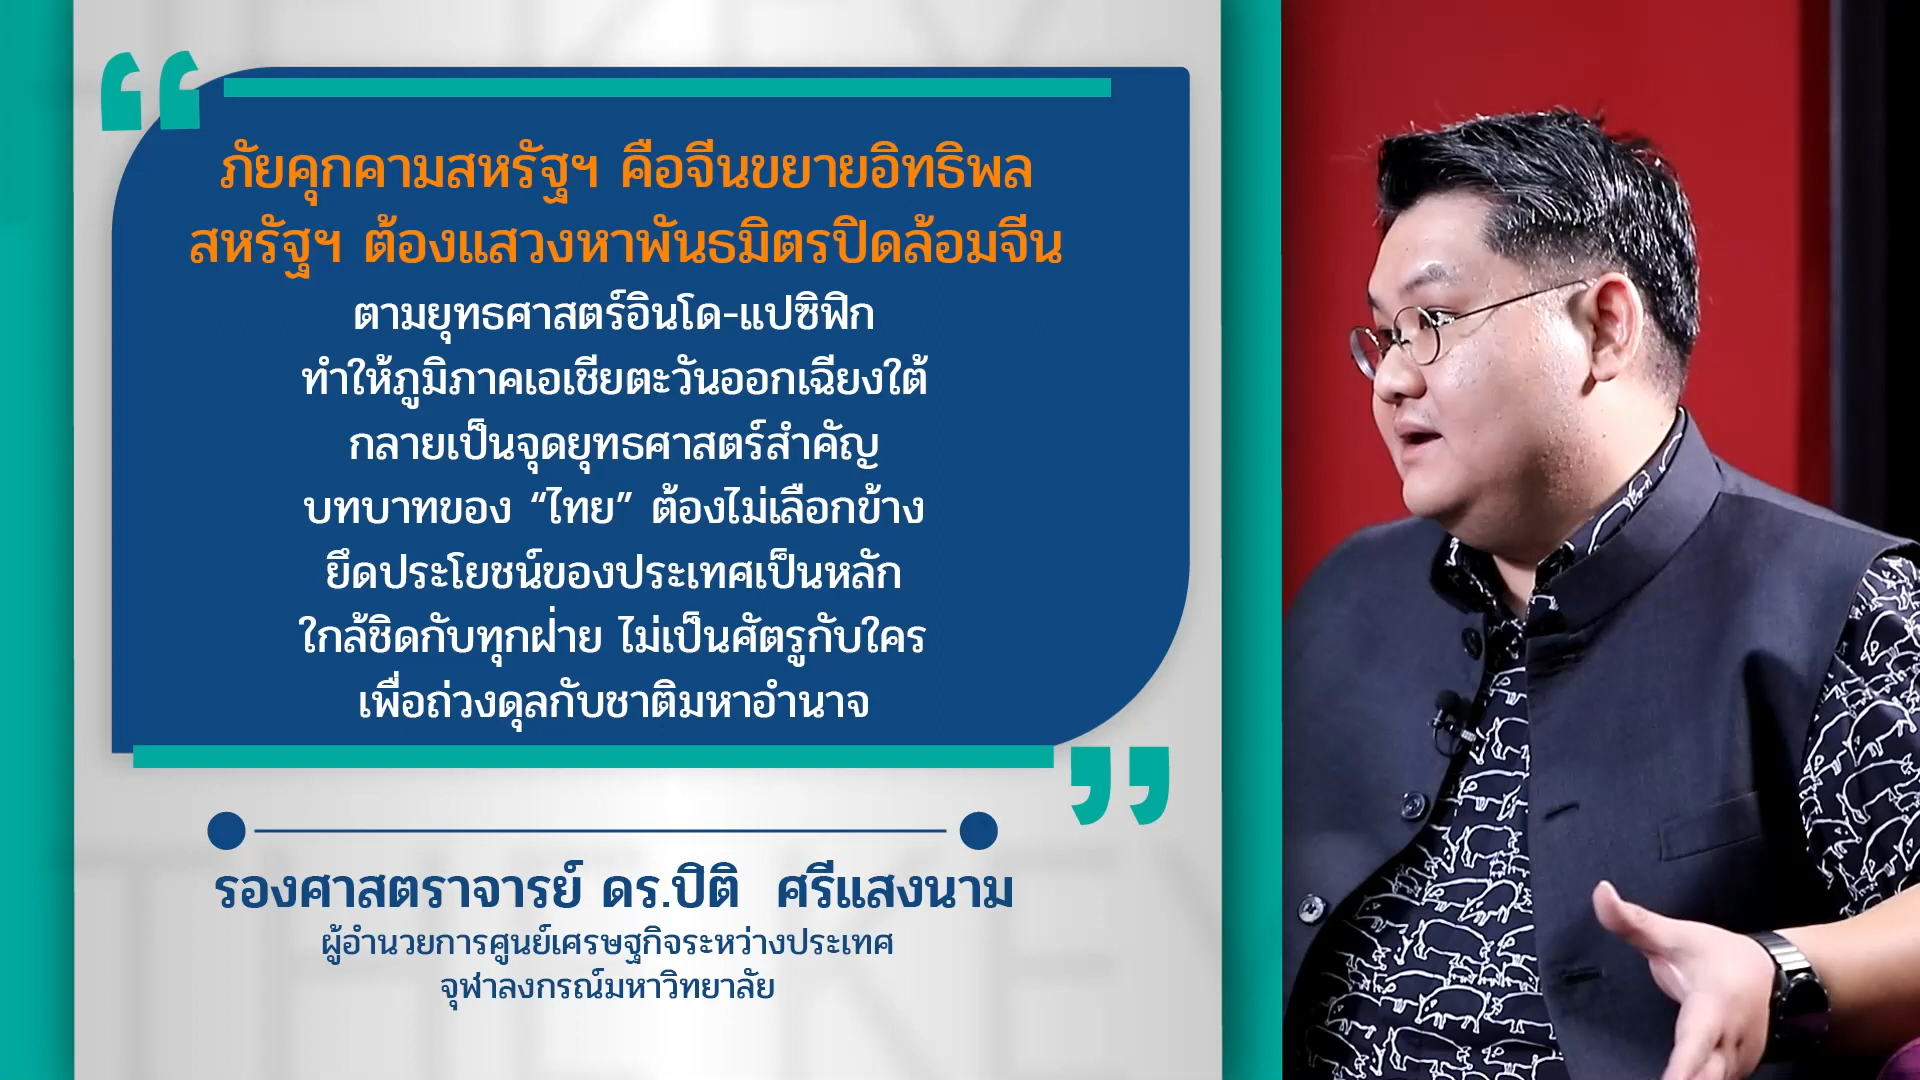 “
ภัยคุกคามสหรัฐฯ คือจีนขยายอิทธิพล
สหรัฐฯ ต้องแสวงหาพันธมิตรปิดล้อมจีน
ตามยุทธศาสตร์อินโด-แปซิฟิก
ทำให้ภูมิภาคเอเชียตะวันออกเฉียงใต้
กลายเป็นจุดยุทธศาสตร์สำคัญ
บทบาทของ “ไทย” ต้องไม่เลือกข้าง
ยึดประโยชน์ของประเทศเป็นหลัก
ใกล้ชิดกับทุกฝ่าย ไม่เป็นศัตรูกับใคร
เพื่อถ่วงดุลกับชาติมหาอำนาจ
”
รองศาสตราจารย์ ดร.ปิติ ศรีแสงนาม
ผู้อำนวยการศูนย์เศรษฐกิจระหว่างประเทศ
จุฬาลงกรณ์มหาวิทยาลัย